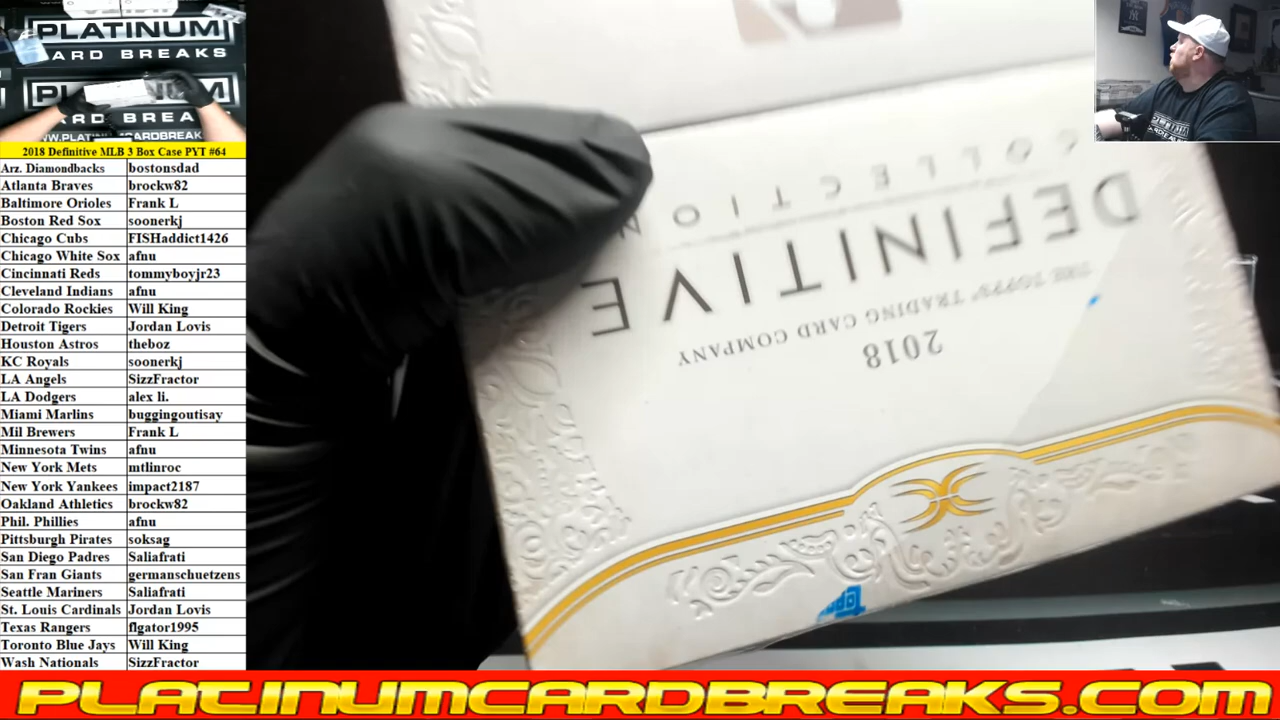 PLATINUM
ARD BREAKS
PLATINUM
ARD BREA
WW.PLATINUMCARDBREAK
2018 Definitive MLB 3 Box Case PYT #64
Arz. Diamondbacks bostonsdad
Atlanta Braves brockw82
Baltimore Orioles Frank L
Boston Red Sox soonerkj
Chicago Cubs FISHaddict1426
Chicago White Sox afnu
Cincinnati Reds tommyboyjr23
Cleveland Indians afnu
Colorado Rockies Will King
Detroit Tigers Jordan Lovis
Houston Astros theboz
KC Royals soonerkj
LA Angels SizzFractor
LA Dodgers alex li.
Miami Marlins buggingoutisay
Mil Brewers Frank L
Minnesota Twins afnu
New York Mets mtlinroc
New York Yankees impact2187
Oakland Athletics brockw82
Phil. Phillies afnu
Pittsburgh Pirates soksag
San Diego Padres Saliafrati
San Fran Giants germanschuetzens
Seattle Mariners Saliafrati
St. Louis Cardinals Jordan Lovis
Texas Rangers flgator1995
Toronto Blue Jays Will King
Wash Nationals SizzFractor
2018
THE TOPPS TRADING CARD COMPANY
DEFINITIVE
COLLECTION
Topps
PLATINUMCARDBREAKS.COM